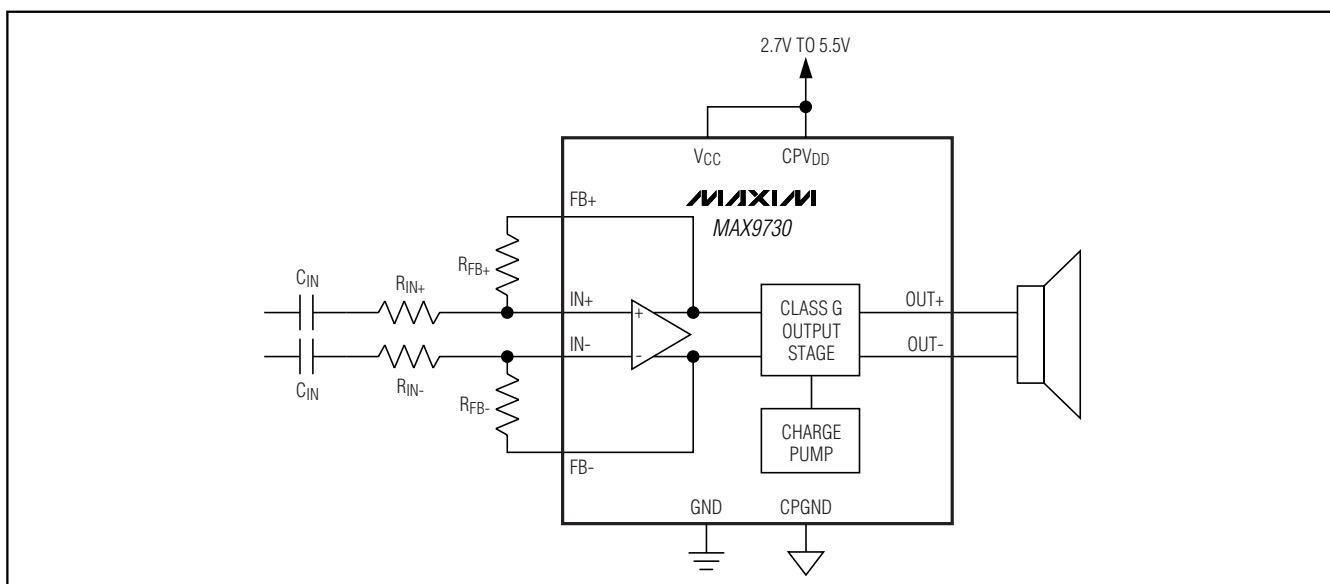 2.7V TO 5.5V
VCC
CPVDD
FB+
MAXIM
MAX9730
RFB+
CIN
RIN+
IN+
CLASS G
OUTPUT
STAGE
OUT+
+
IN-
-
OUT-
CIN
RIN-
RFB-
CHARGE
PUMP
FB-
GND
CPGND